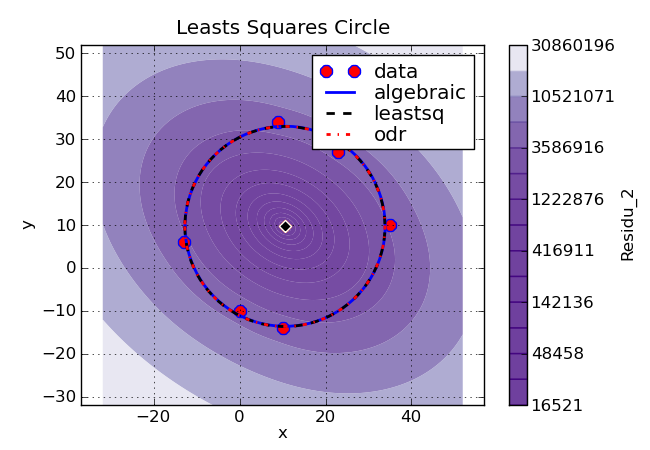 Leasts Squares Circle
data
algebraic
leastsq
odr
50
40
30
20
10
0
−10
−20
−30
y
−20
0
20
40
x
30860196
10521071
3586916
1222876
416911
142136
48458
16521
Residu_2